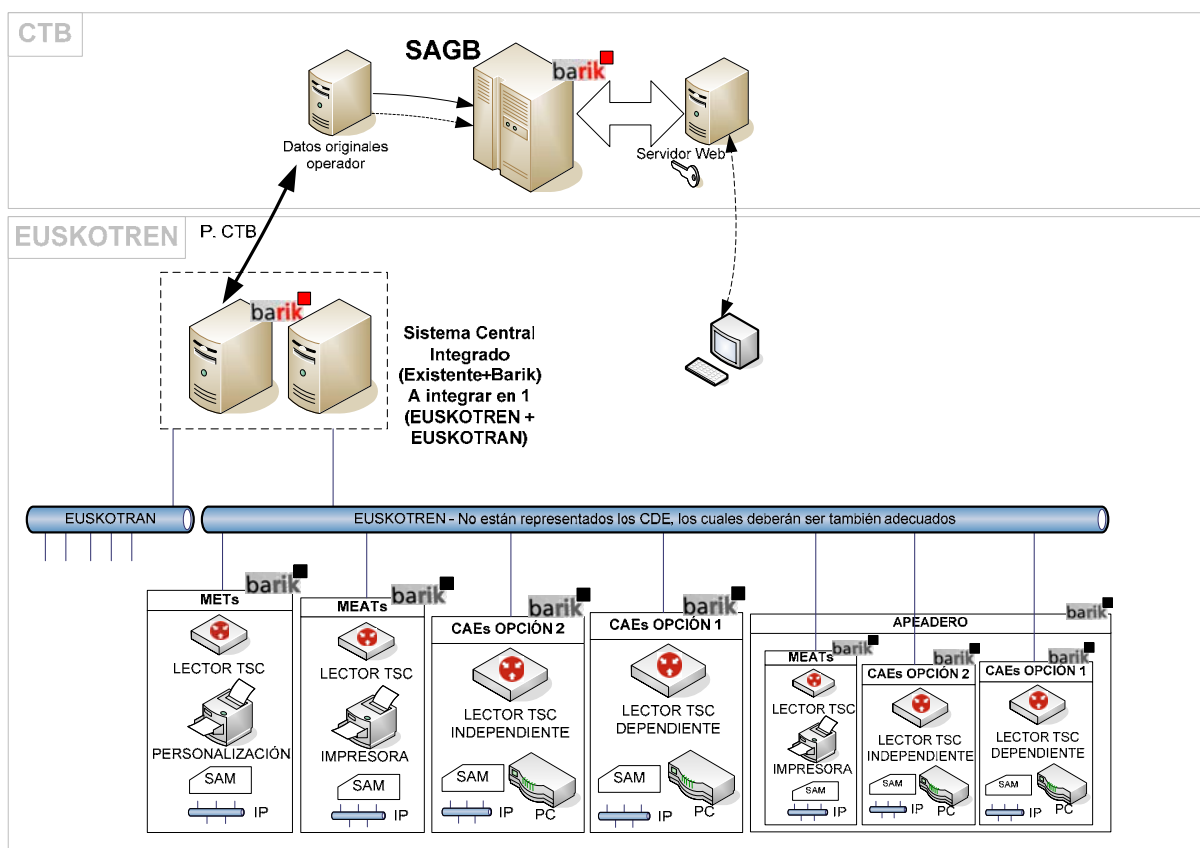 CTB
SAGB
barik
Datos originales
operador
Servidor Web
EUSKOTREN
P. CTB
barik
Sistema Central
Integrado
(Existente+Barik)
A integrar en 1
(EUSKOTREN +
EUSKOTRAN)
EUSKOTRAN
EUSKOTREN - No están representados los CDE, los cuales deberán ser también adecuados
barik
METs
LECTOR TSC
PERSONALIZACIÓN
SAM
IP
barik
MEATs
LECTOR TSC
IMPRESORA
SAM
IP
barik
CAEs OPCIÓN 2
LECTOR TSC
INDEPENDIENTE
SAM
IP
PC
barik
CAEs OPCIÓN 1
LECTOR TSC
DEPENDIENTE
SAM
IP
PC
barik
APEADERO
barik
MEATs
LECTOR TSC
IMPRESORA
SAM
IP
barik
CAEs OPCIÓN 2
LECTOR TSC
INDEPENDIENTE
SAM
IP
PC
barik
CAEs OPCIÓN 1
LECTOR TSC
DEPENDIENTE
SAM
IP
PC